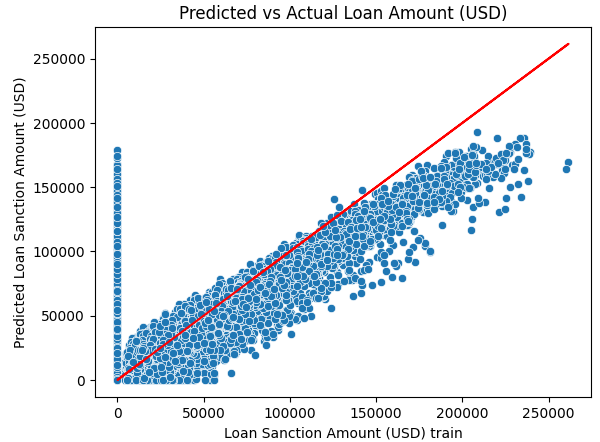 Predicted vs Actual Loan Amount (USD)
Predicted Loan Sanction Amount (USD)
250000
200000
150000
100000
50000
0
0 50000 100000 150000 200000 250000
Loan Sanction Amount (USD) train